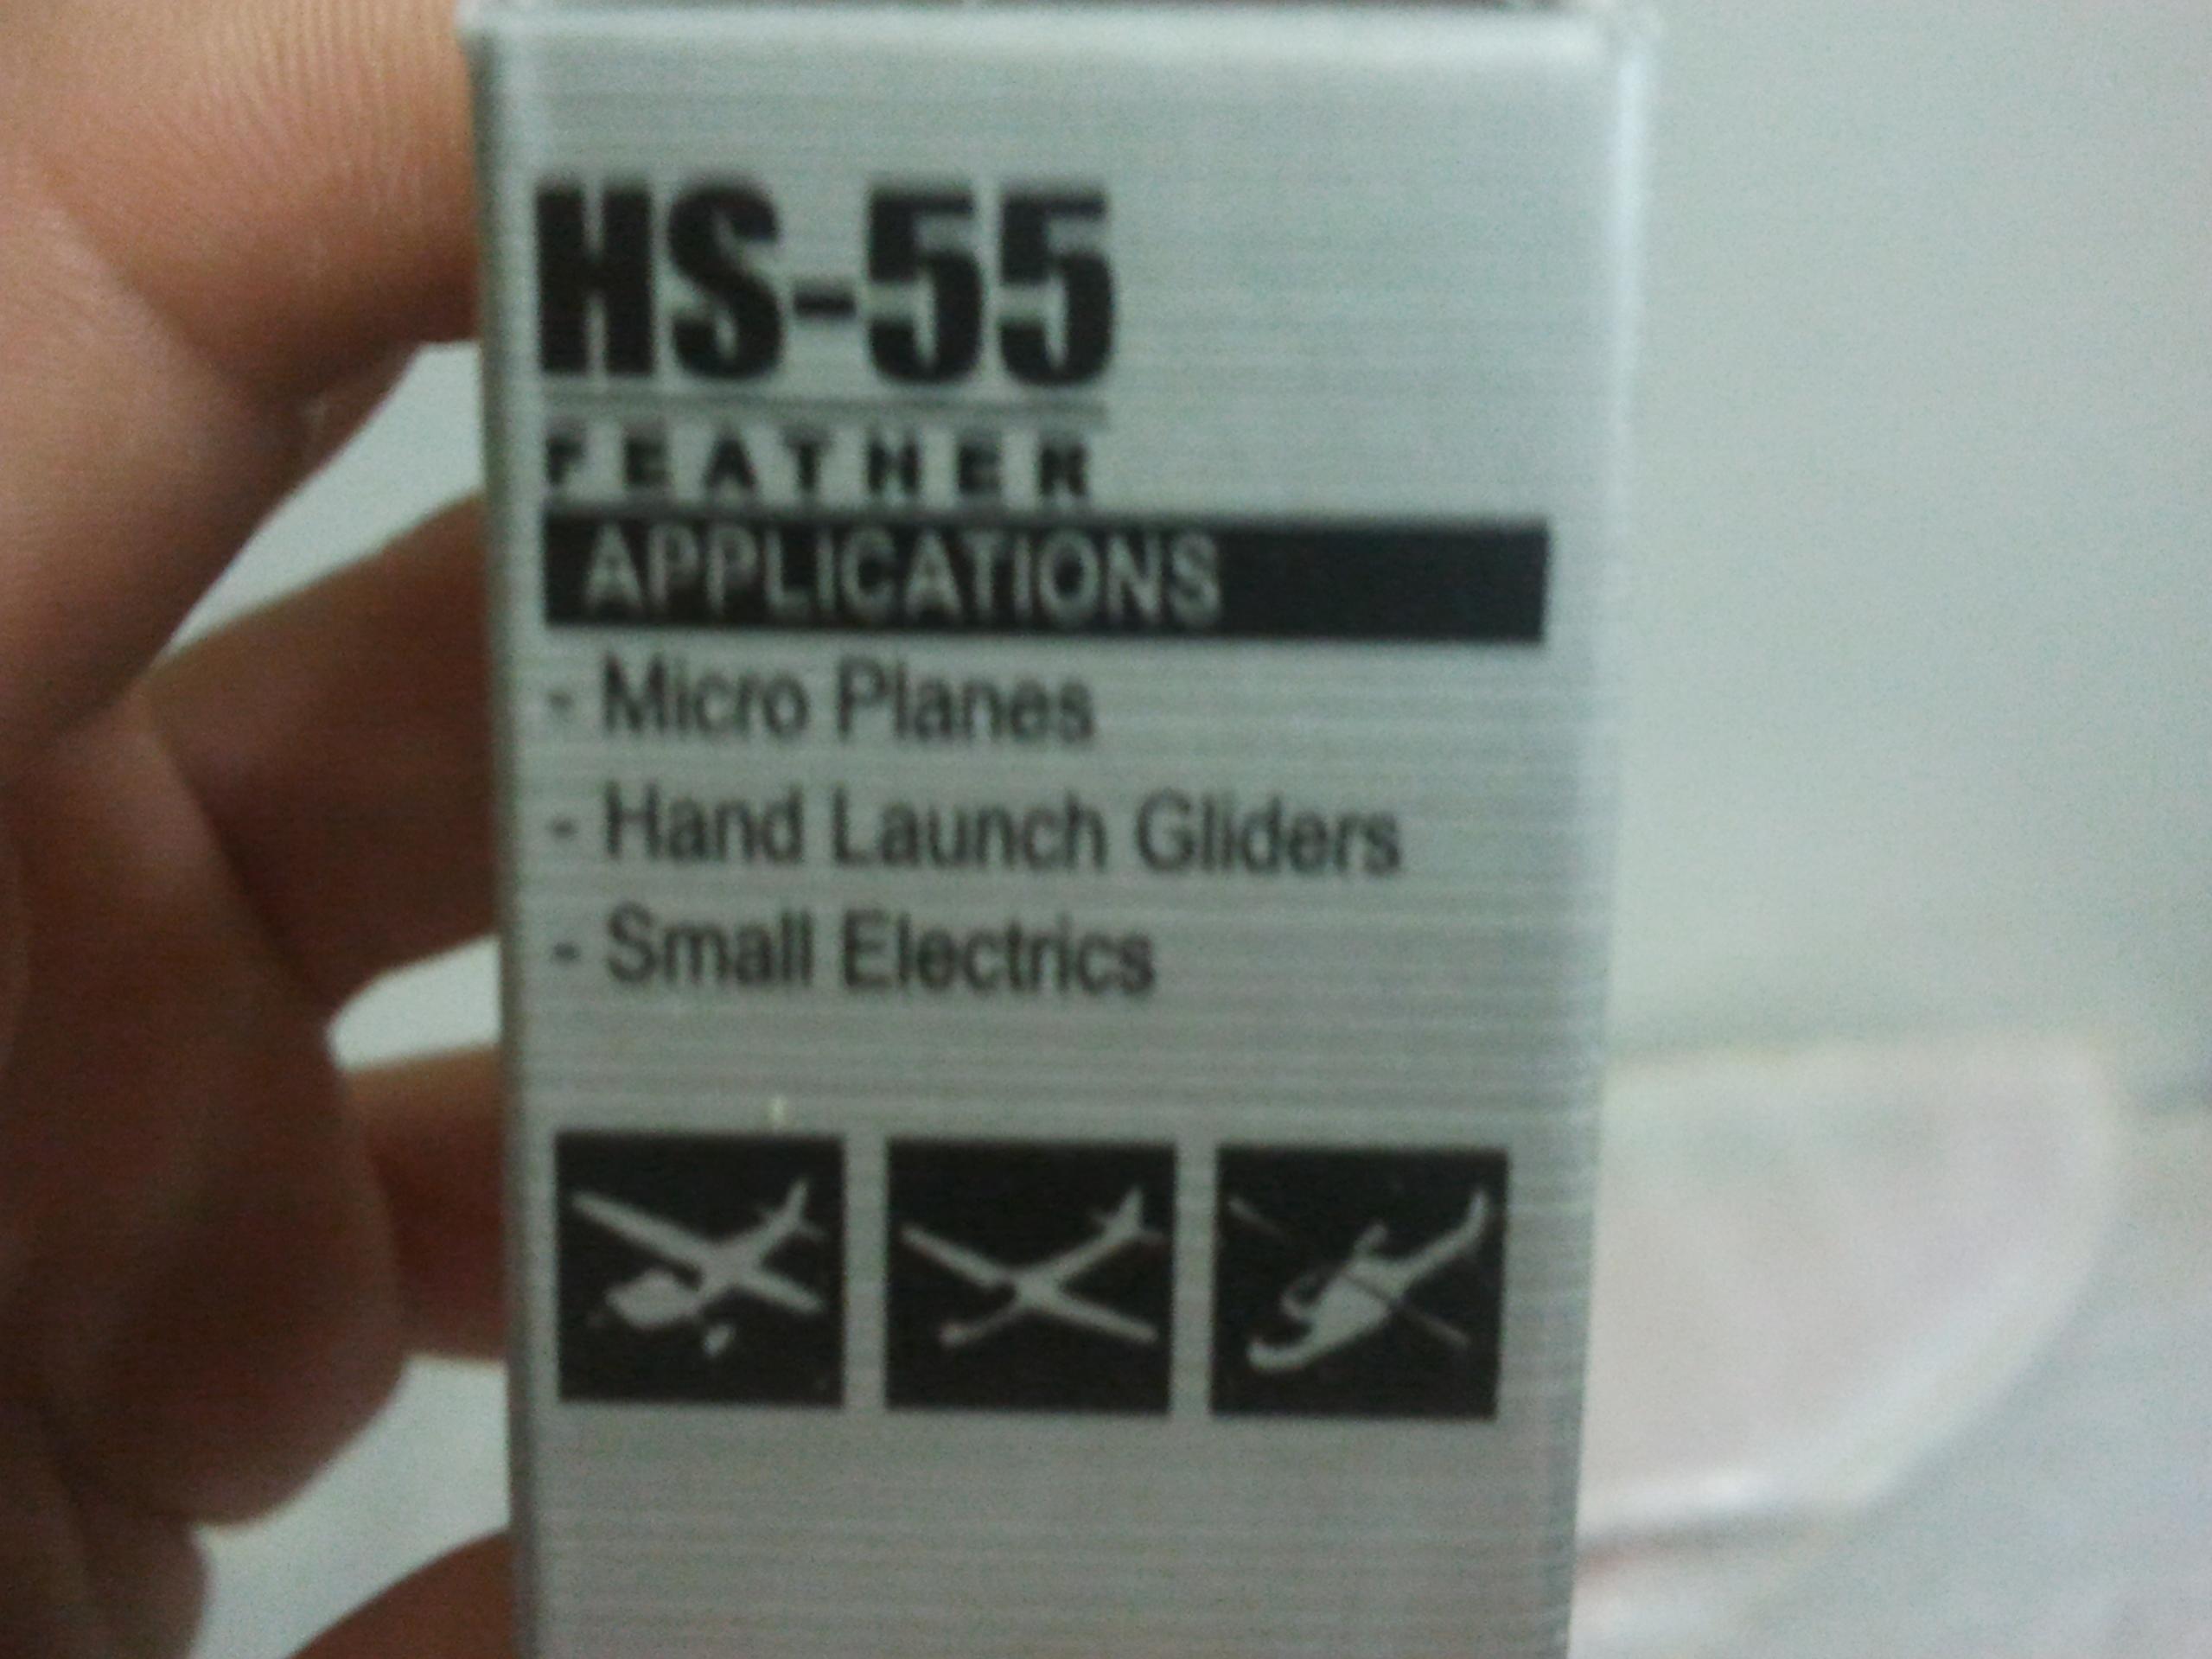 HS-55
FEATHER
APPLICATIONS
- Micro Planes
- Hand Launch Gliders
- Small Electrics